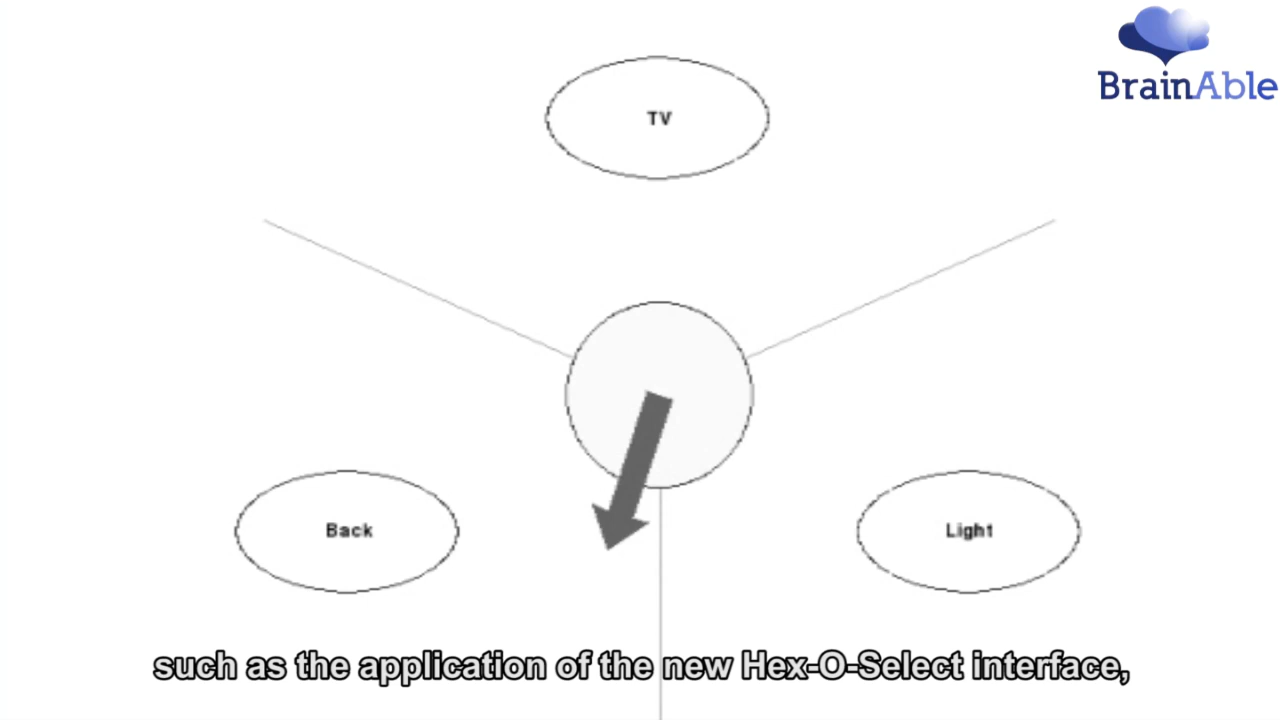 BrainAble
TV
Back
Light
such as the application of the new Hex-O-Select interface,